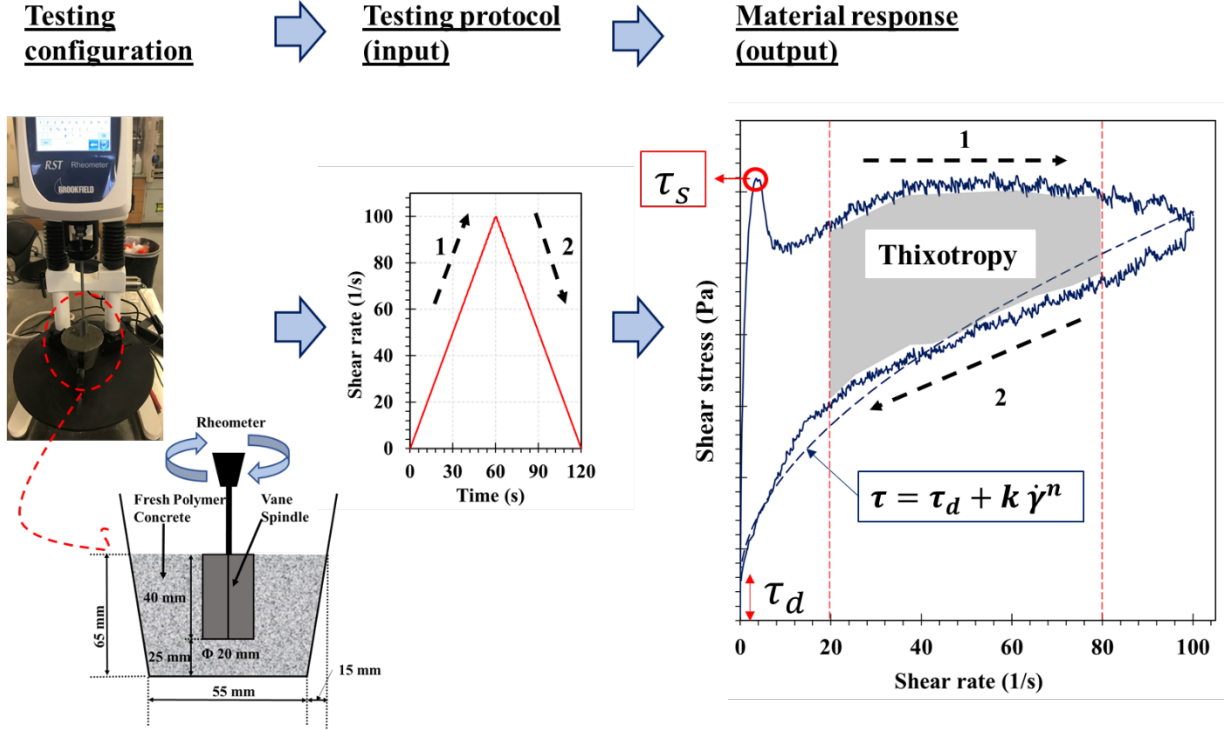 Testing
configuration
Testing protocol
(input)
Material response
(output)
RST Rheometer
BROOKFIELD
Rheometer
Fresh Polymer
Concrete
Vane
Spindle
40 mm
65 mm
25 mm
Φ 20 mm
15 mm
55 mm
Shear rate (1/s)
100
80
60
40
20
0
1
2
0 30 60 90 120
Time (s)
τs
1
Thixotropy
2
τ = τd + k γ̇ⁿ
τd
Shear stress (Pa)
0 20 40 60 80 100
Shear rate (1/s)